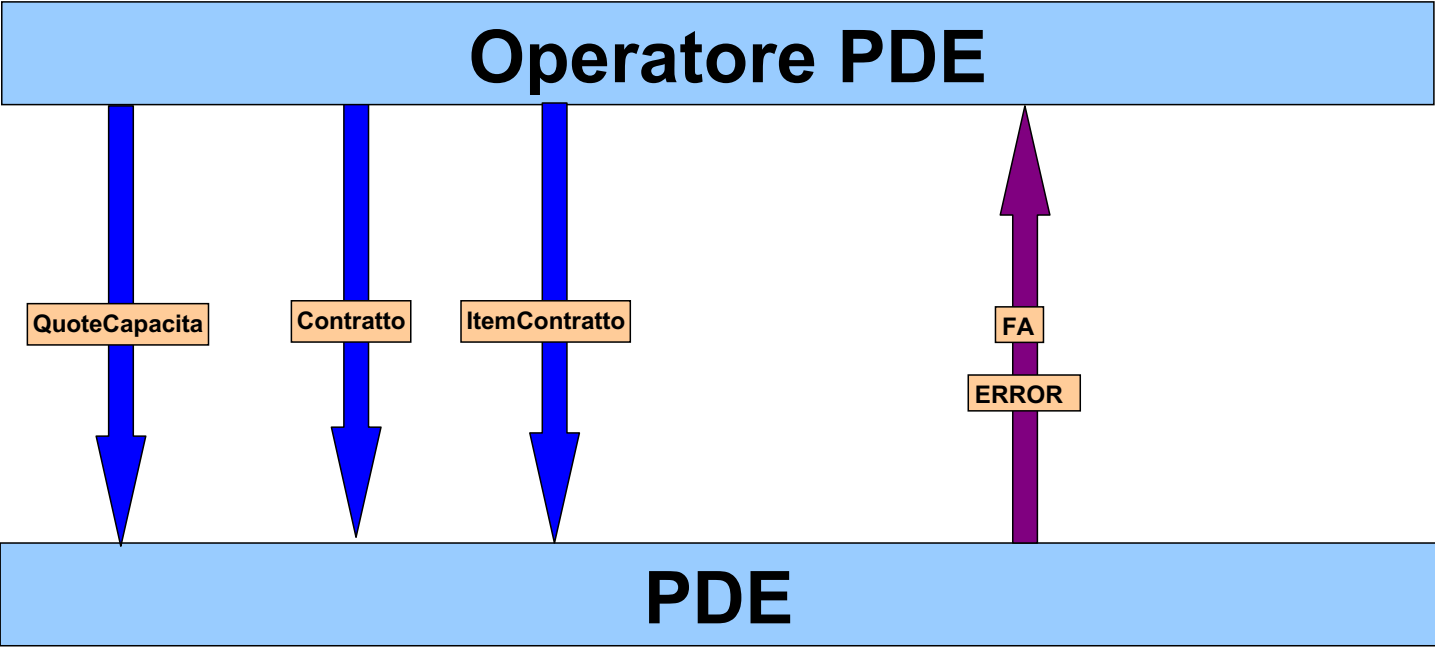 Operatore PDE
QuoteCapacita
Contratto
ItemContratto
FA
ERROR
PDE